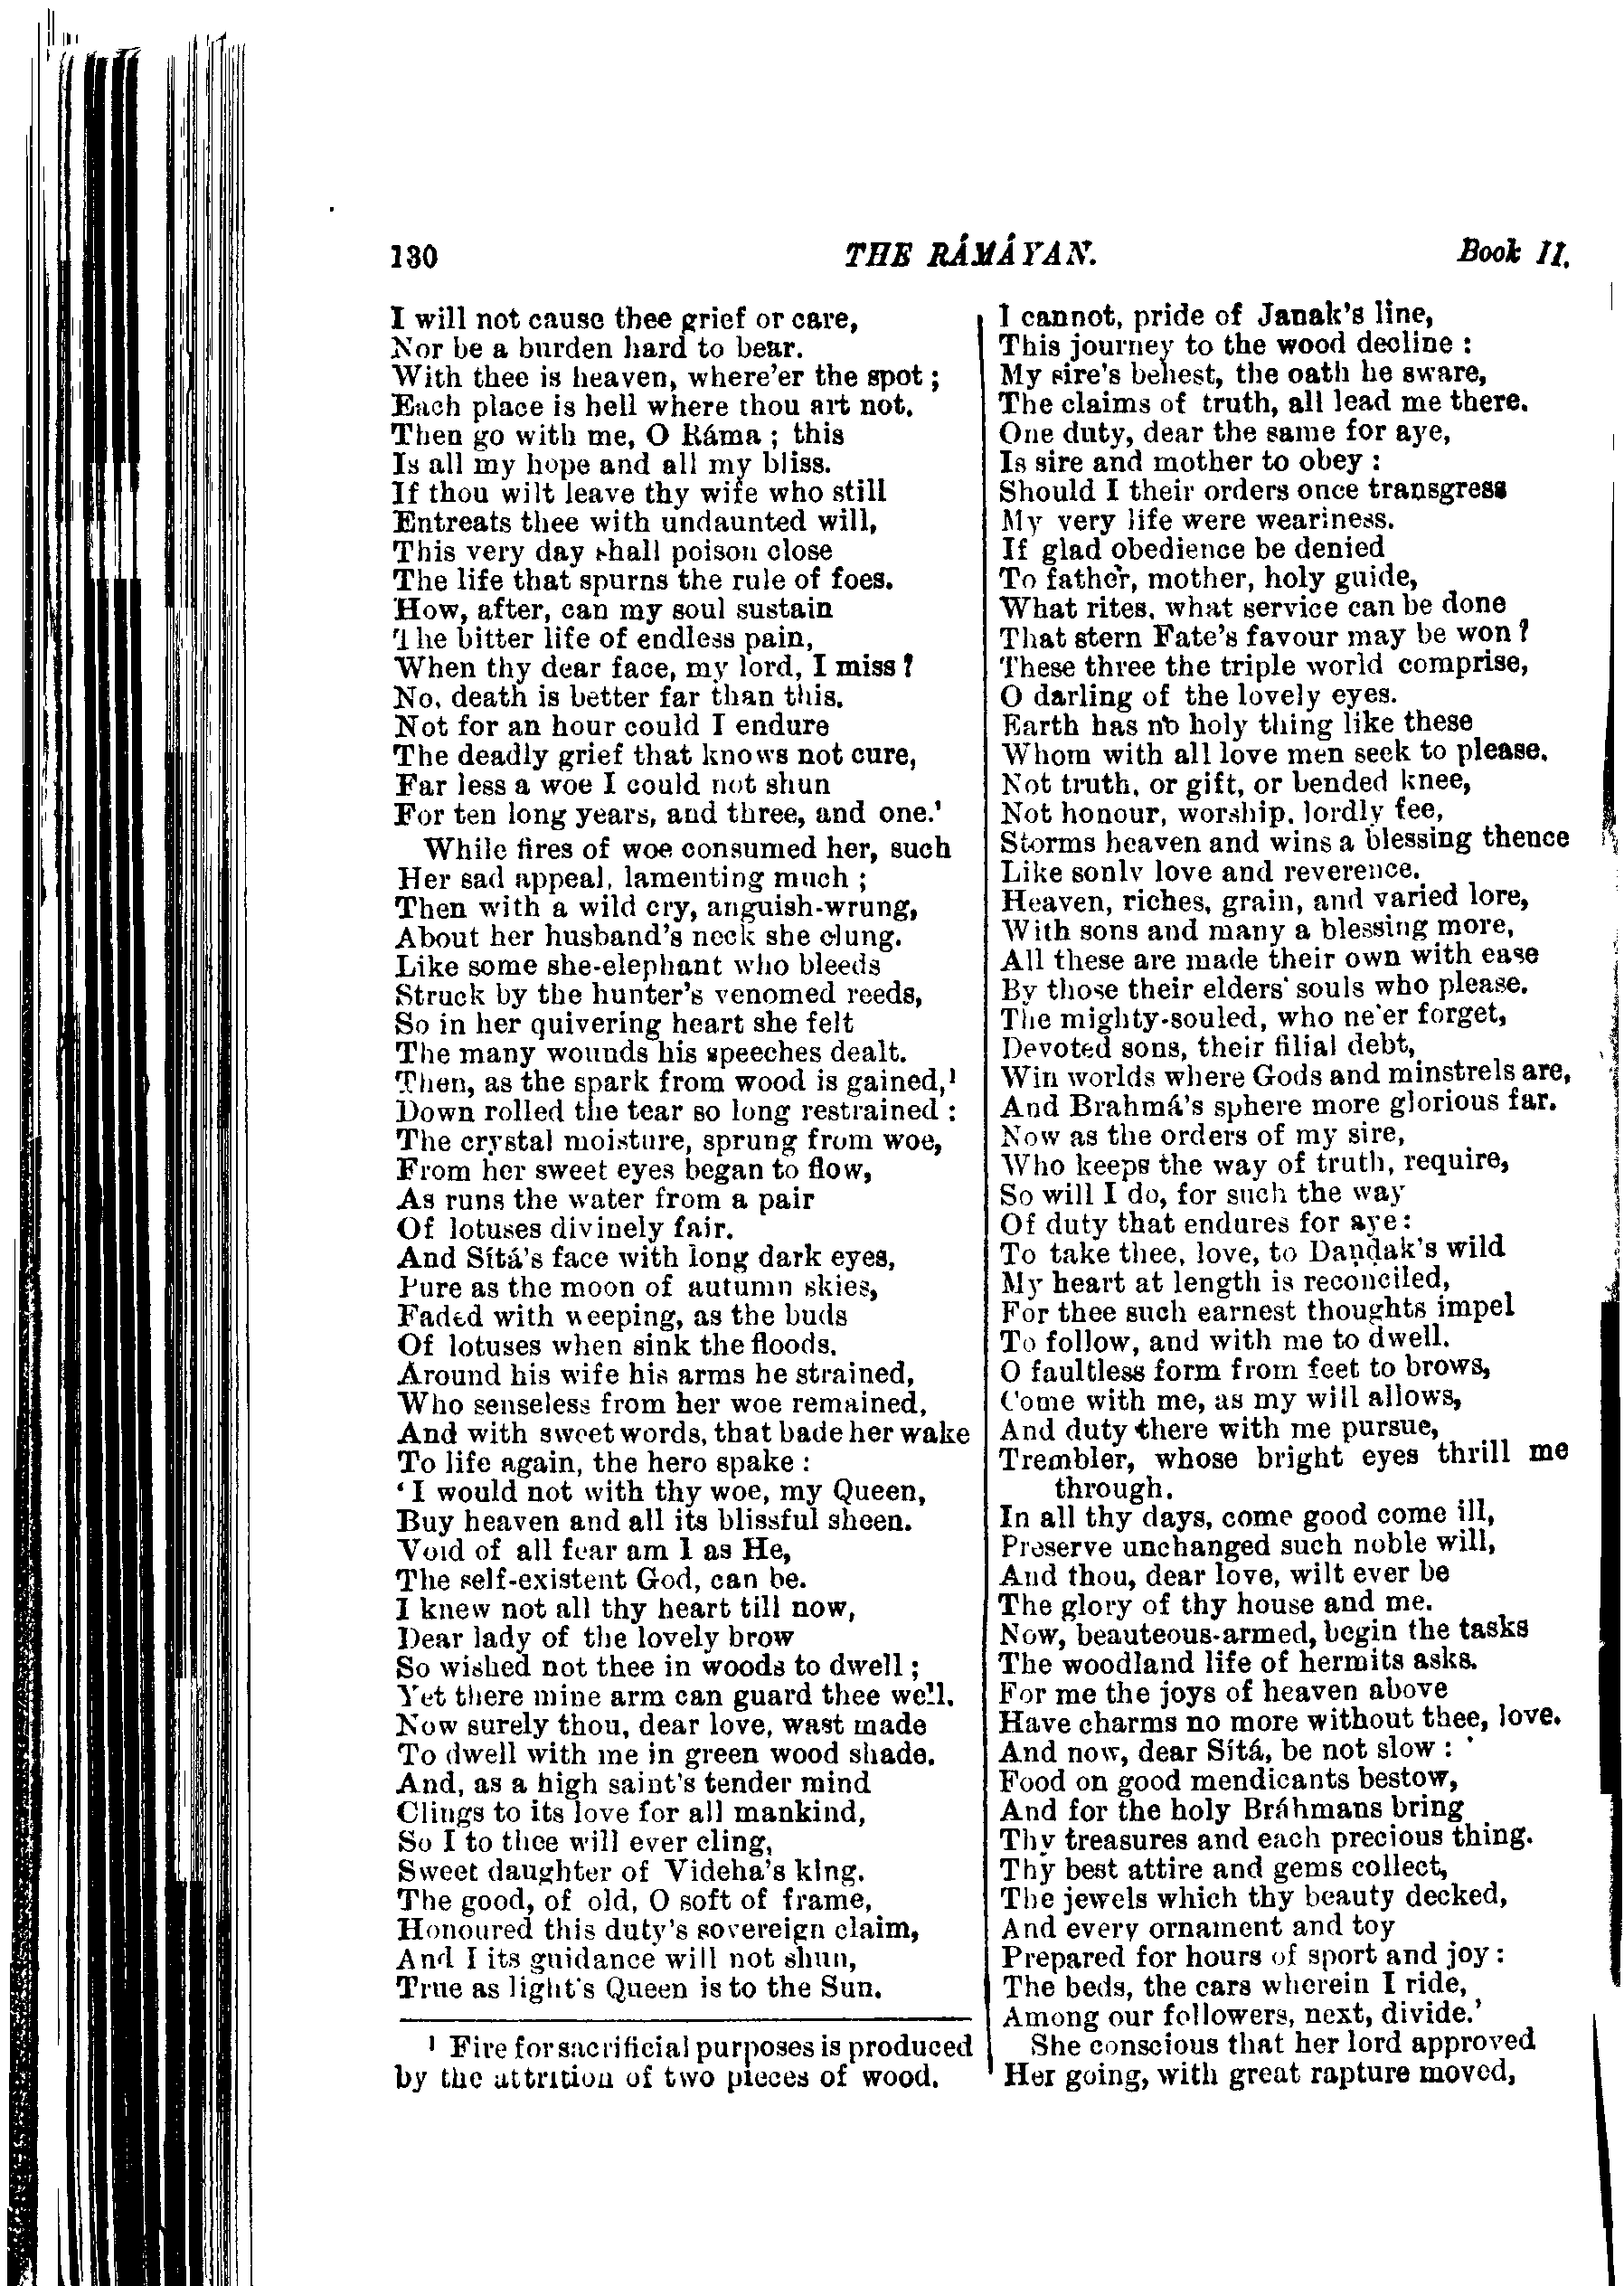 130 THE RÁMÁYAN. Book II.
I will not cause thee grief or care,
Nor be a burden hard to bear.
With thee is heaven, where'er the spot;
Each place is hell where thou art not.
Then go with me, O Ráma; this
Is all my hope and all my bliss.
If thou wilt leave thy wife who still
Entreats thee with undaunted will,
This very day shall poison close
The life that spurns the rule of foes.
How, after, can my soul sustain
The bitter life of endless pain,
When thy dear face, my lord, I miss?
No, death is better far than this.
Not for an hour could I endure
The deadly grief that knows not cure,
Far less a woe I could not shun
For ten long years, and three, and one.'
While fires of woe consumed her, such
Her sad appeal, lamenting much;
Then with a wild cry, anguish-wrung,
About her husband's neck she clung.
Like some she-elephant who bleeds
Struck by the hunter's venomed reeds,
So in her quivering heart she felt
The many wounds his speeches dealt.
Then, as the spark from wood is gained,¹
Down rolled the tear so long restrained:
The crystal moisture, sprung from woe,
From her sweet eyes began to flow,
As runs the water from a pair
Of lotuses divinely fair.
And Sítá's face with long dark eyes,
Pure as the moon of autumn skies,
Faded with weeping, as the buds
Of lotuses when sink the floods.
Around his wife his arms he strained,
Who senseless from her woe remained,
And with sweet words, that bade her wake
To life again, the hero spake:
'I would not with thy woe, my Queen,
Buy heaven and all its blissful sheen.
Void of all fear am I as He,
The self-existent God, can be.
I knew not all thy heart till now,
Dear lady of the lovely brow
So wished not thee in woods to dwell;
Yet there mine arm can guard thee well.
Now surely thou, dear love, wast made
To dwell with me in green wood shade.
And, as a high saint's tender mind
Clings to its love for all mankind,
So I to thee will ever cling,
Sweet daughter of Videha's king.
The good, of old, O soft of frame,
Honoured this duty's sovereign claim,
And I its guidance will not shun,
True as light's Queen is to the Sun.
¹ Fire for sacrificial purposes is produced
by the attrition of two pieces of wood.
I cannot, pride of Janak's line,
This journey to the wood decline:
My sire's behest, the oath he sware,
The claims of truth, all lead me there.
One duty, dear the same for aye,
Is sire and mother to obey:
Should I their orders once transgress
My very life were weariness.
If glad obedience be denied
To father, mother, holy guide,
What rites, what service can be done
That stern Fate's favour may be won?
These three the triple world comprise,
O darling of the lovely eyes.
Earth has no holy thing like these
Whom with all love men seek to please.
Not truth, or gift, or bended knee,
Not honour, worship, lordly fee,
Storms heaven and wins a blessing thence
Like sonly love and reverence.
Heaven, riches, grain, and varied lore,
With sons and many a blessing more,
All these are made their own with ease
By those their elders' souls who please.
The mighty-souled, who ne'er forget,
Devoted sons, their filial debt,
Win worlds where Gods and minstrels are,
And Brahmá's sphere more glorious far.
Now as the orders of my sire,
Who keeps the way of truth, require,
So will I do, for such the way
Of duty that endures for aye:
To take thee, love, to Daṇḍak's wild
My heart at length is reconciled,
For thee such earnest thoughts impel
To follow, and with me to dwell.
O faultless form from feet to brows,
Come with me, as my will allows,
And duty there with me pursue,
Trembler, whose bright eyes thrill me
through.
In all thy days, come good come ill,
Preserve unchanged such noble will,
And thou, dear love, wilt ever be
The glory of thy house and me.
Now, beauteous-armed, begin the tasks
The woodland life of hermits asks.
For me the joys of heaven above
Have charms no more without thee, love.
And now, dear Sítá, be not slow:
Food on good mendicants bestow,
And for the holy Bráhmans bring
Thy treasures and each precious thing.
Thy best attire and gems collect,
The jewels which thy beauty decked,
And every ornament and toy
Prepared for hours of sport and joy:
The beds, the cars wherein I ride,
Among our followers, next, divide.'
She conscious that her lord approved
Her going, with great rapture moved,